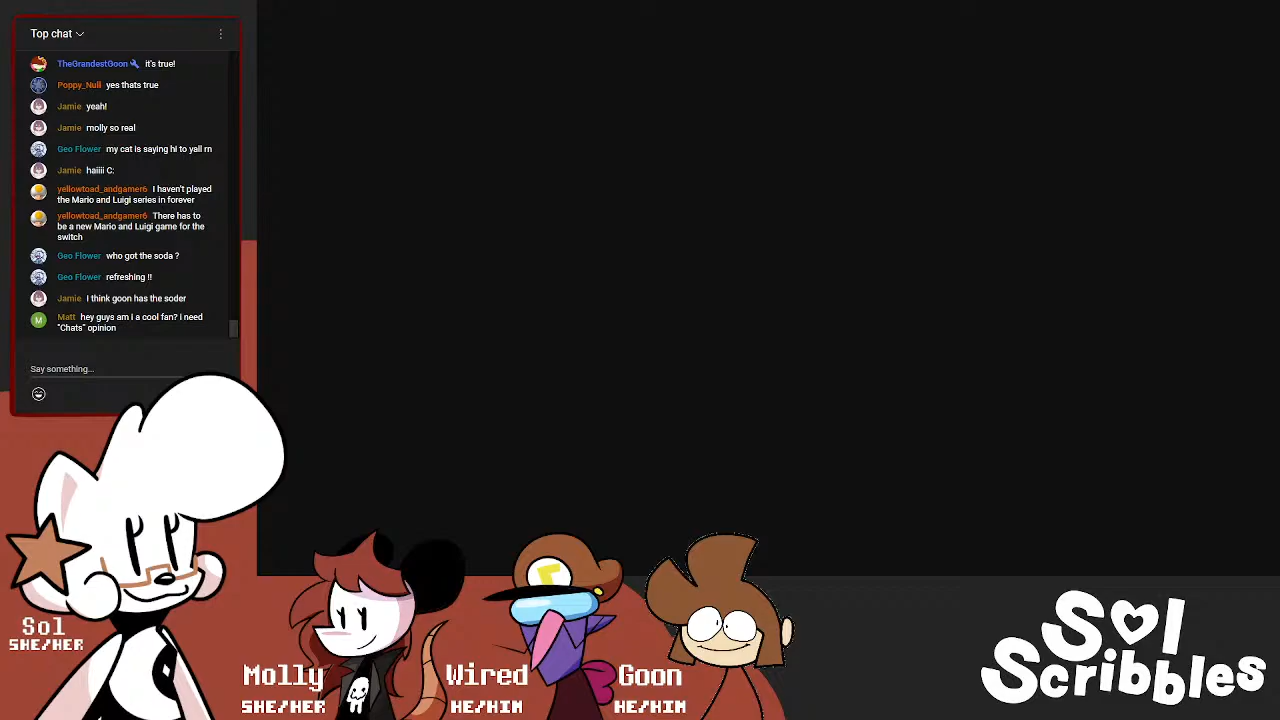 Top chat
TheGrandestGoon it's true!
Poppy_Null yes thats true
Jamie yeah!
Jamie molly so real
Geo Flower my cat is saying hi to yall rn
Jamie haiiii C:
yellowtoad_andgamer6 I haven't played
the Mario and Luigi series in forever
yellowtoad_andgamer6 There has to
be a new Mario and Luigi game for the
switch
Geo Flower who got the soda ?
Geo Flower refreshing !!
Jamie I think goon has the soder
M
Matt hey guys am i a cool fan? i need
"Chats" opinion
Say something...
Sol
SHE/HER
Molly
SHE/HER
Wired
HE/HIM
Goon
HE/HIM
Sol
Scribbles